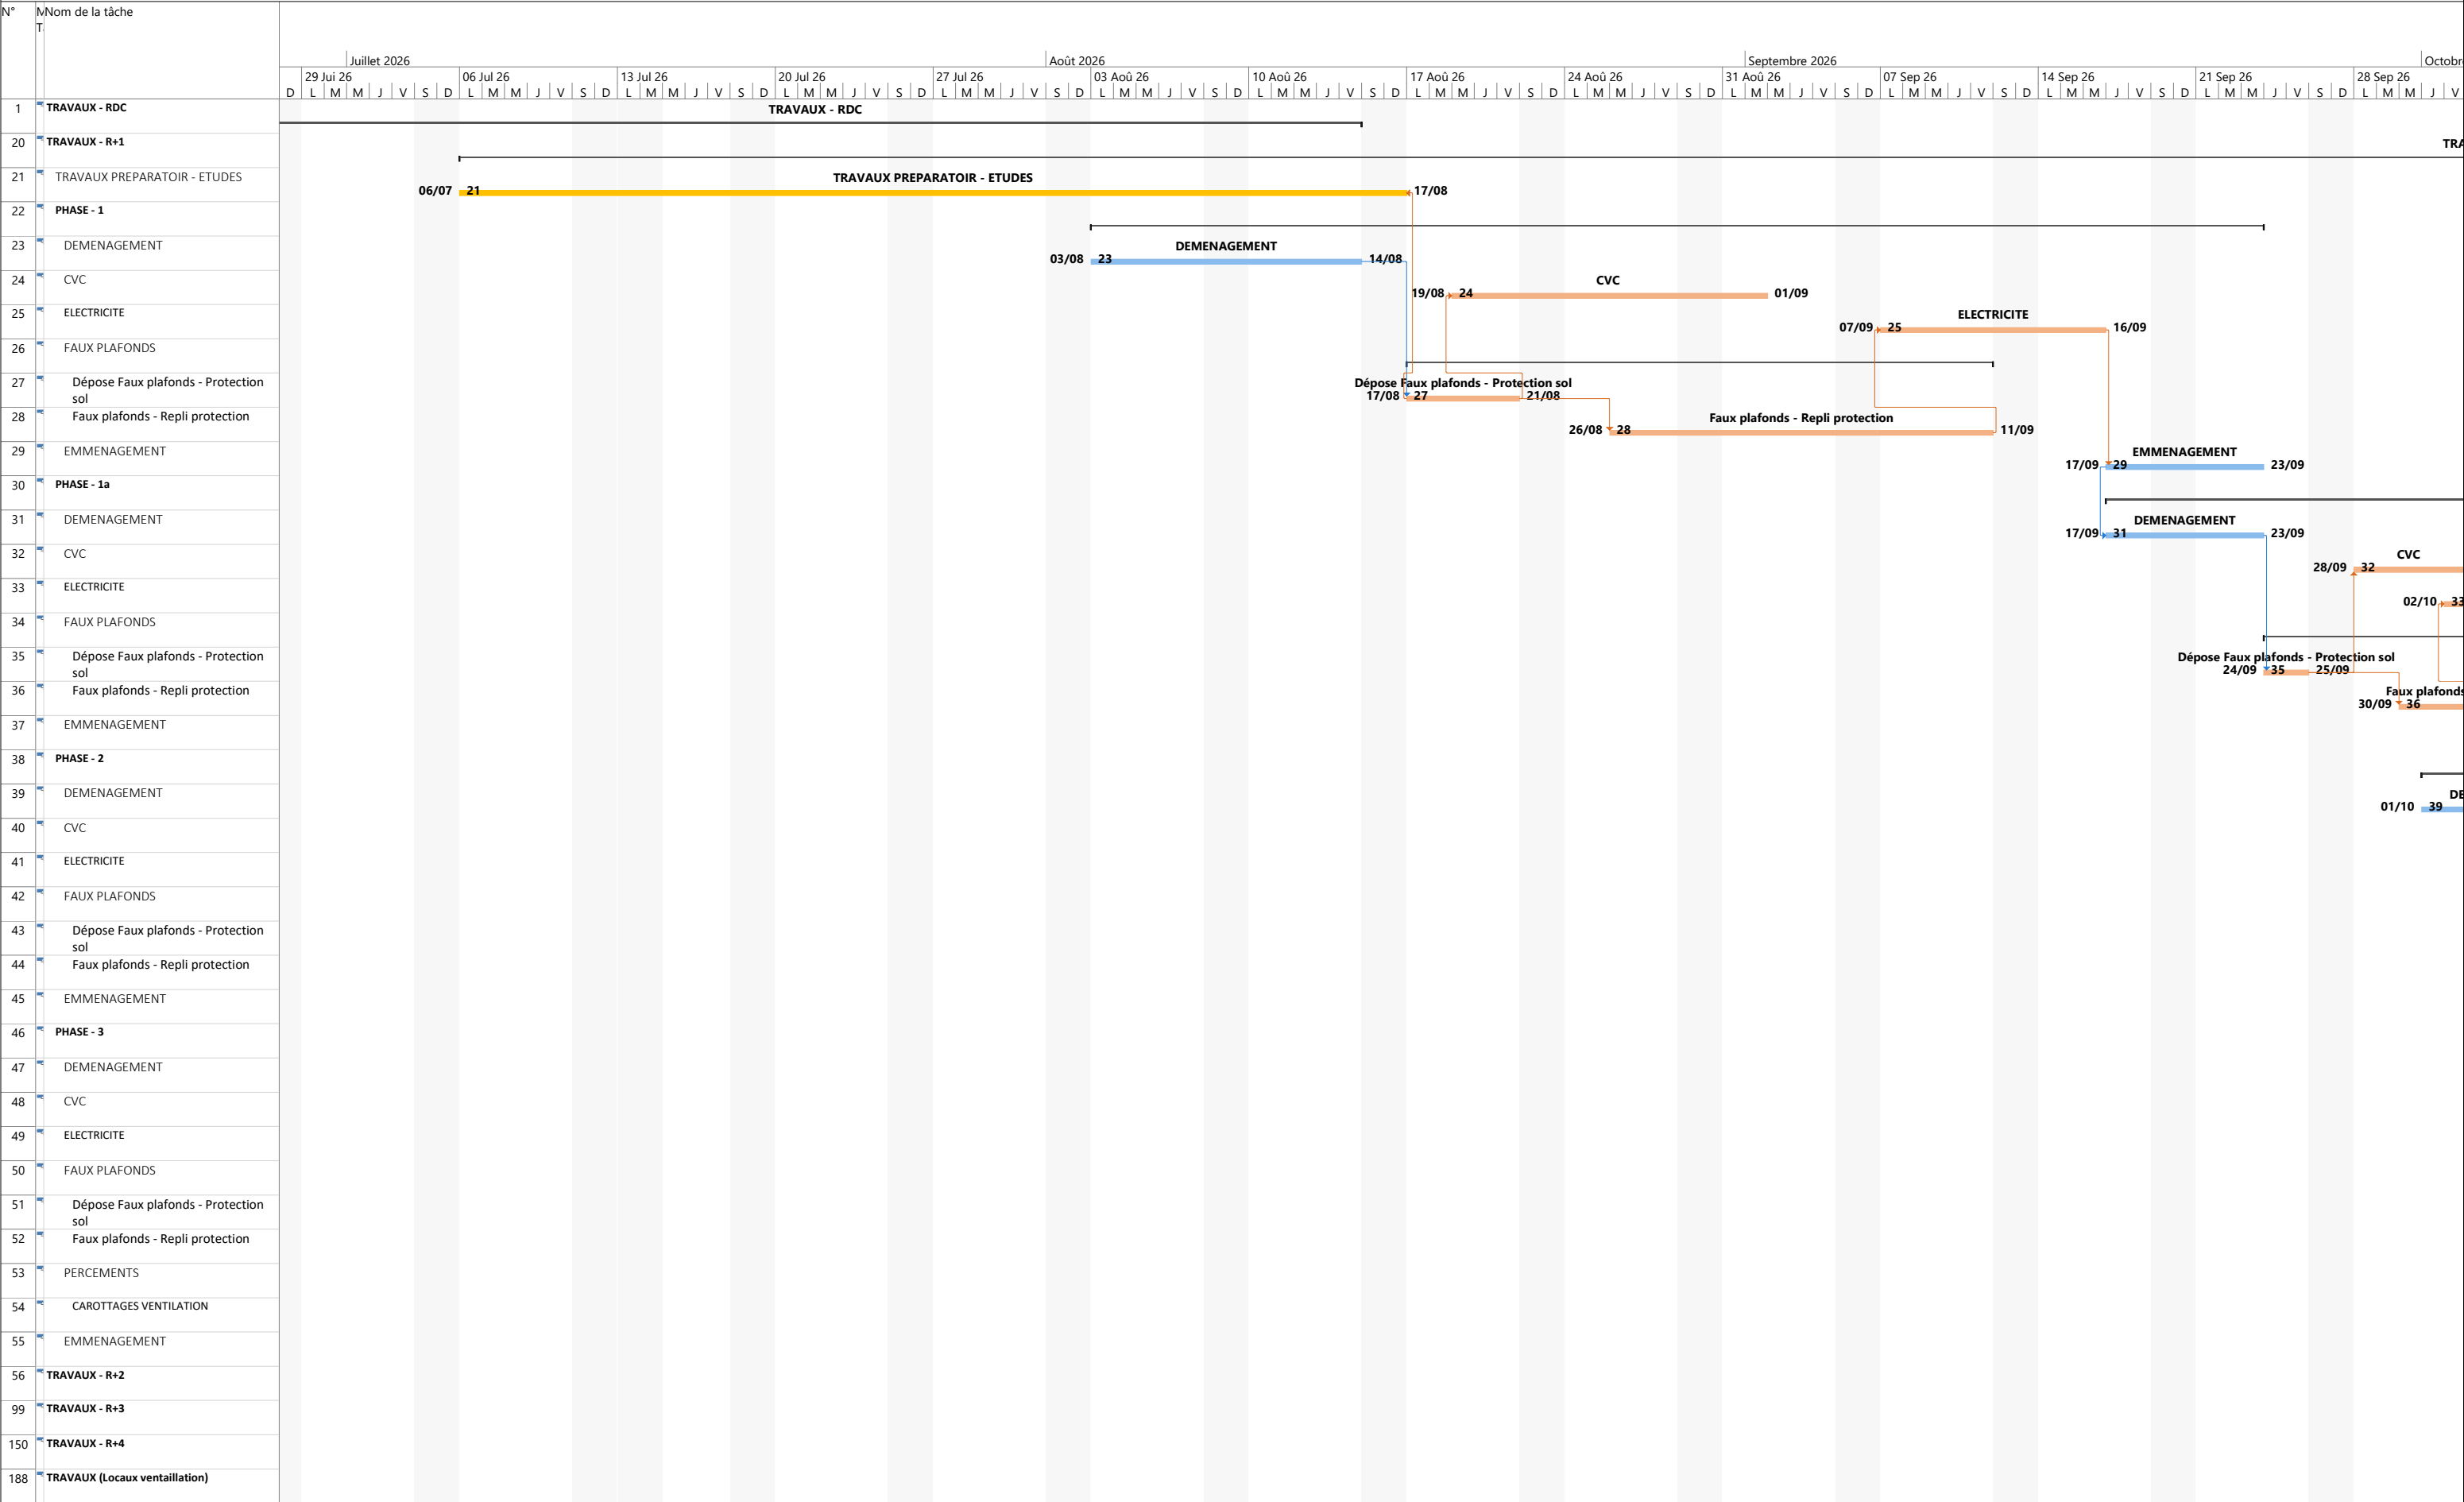 N°
M
T
Nom de la tâche
Juillet 2026 Août 2026 Septembre 2026 Octobre
29 Jui 26 06 Jul 26 13 Jul 26 20 Jul 26 27 Jul 26 03 Aoû 26 10 Aoû 26 17 Aoû 26 24 Aoû 26 31 Aoû 26 07 Sep 26 14 Sep 26 21 Sep 26 28 Sep 26
D L M M J V S D L M M J V S D L M M J V S D L M M J V S D L M M J V S D L M M J V S D L M M J V S D L M M J V S D L M M J V S D L M M J V S D L M M J V S D L M M J V S D L M M J V S D L M M J V
1 TRAVAUX - RDC TRAVAUX - RDC
20 TRAVAUX - R+1 TRA
21 TRAVAUX PREPARATOIR - ETUDES TRAVAUX PREPARATOIR - ETUDES
06/07 21 17/08
22 PHASE - 1
23 DEMENAGEMENT DEMENAGEMENT
03/08 23 14/08
24 CVC CVC
19/08 24 01/09
25 ELECTRICITE ELECTRICITE
07/09 25 16/09
26 FAUX PLAFONDS
27 Dépose Faux plafonds - Protection Dépose Faux plafonds - Protection sol
sol 17/08 27 21/08
28 Faux plafonds - Repli protection Faux plafonds - Repli protection
26/08 28 11/09
29 EMMENAGEMENT EMMENAGEMENT
17/09 29 23/09
30 PHASE - 1a
31 DEMENAGEMENT DEMENAGEMENT
17/09 31 23/09
32 CVC CVC
28/09 32
33 ELECTRICITE
02/10 33
34 FAUX PLAFONDS
35 Dépose Faux plafonds - Protection Dépose Faux plafonds - Protection sol
sol 24/09 35 25/09
36 Faux plafonds - Repli protection Faux plafonds
30/09 36
37 EMMENAGEMENT
38 PHASE - 2
39 DEMENAGEMENT DE
01/10 39
40 CVC
41 ELECTRICITE
42 FAUX PLAFONDS
43 Dépose Faux plafonds - Protection
sol
44 Faux plafonds - Repli protection
45 EMMENAGEMENT
46 PHASE - 3
47 DEMENAGEMENT
48 CVC
49 ELECTRICITE
50 FAUX PLAFONDS
51 Dépose Faux plafonds - Protection
sol
52 Faux plafonds - Repli protection
53 PERCEMENTS
54 CAROTTAGES VENTILATION
55 EMMENAGEMENT
56 TRAVAUX - R+2
99 TRAVAUX - R+3
150 TRAVAUX - R+4
188 TRAVAUX (Locaux ventaillation)